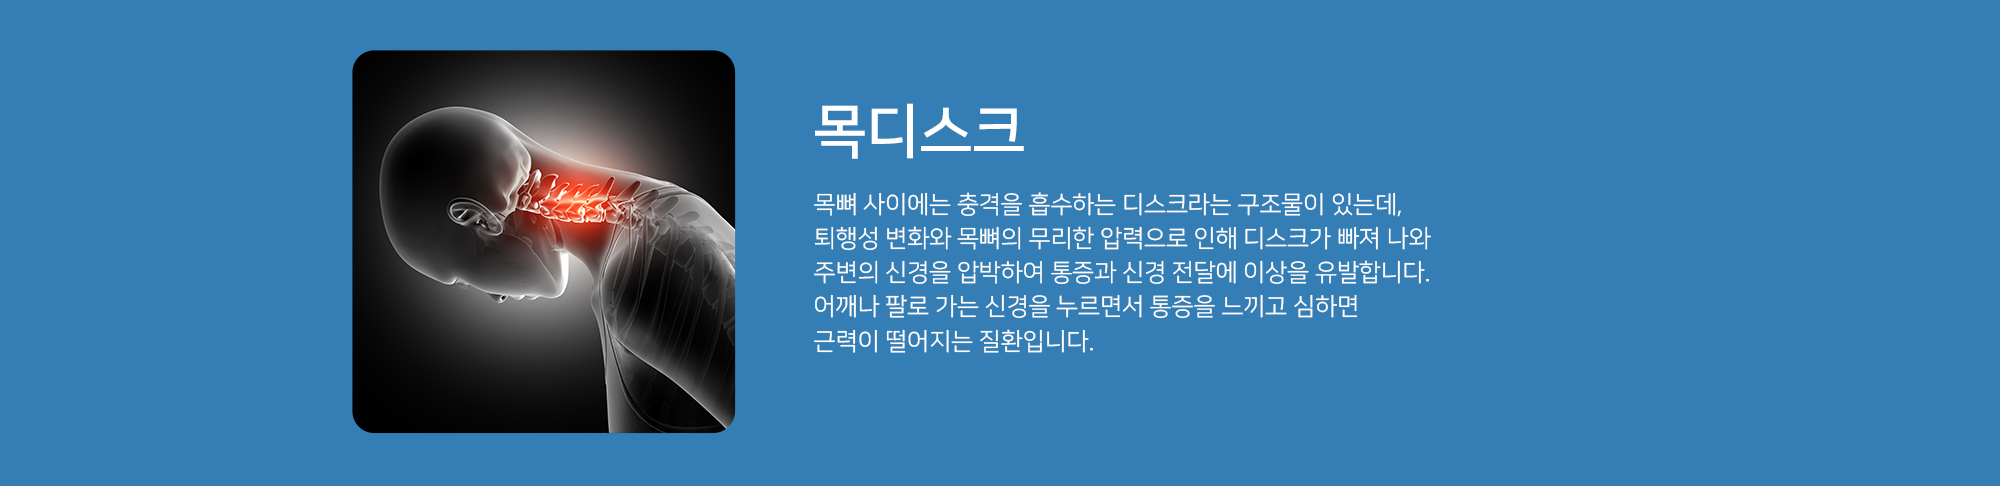 목디스크
목뼈 사이에는 충격을 흡수하는 디스크라는 구조물이 있는데,
퇴행성 변화와 목뼈의 무리한 압력으로 인해 디스크가 빠져 나와
주변의 신경을 압박하여 통증과 신경 전달에 이상을 유발합니다.
어깨나 팔로 가는 신경을 누르면서 통증을 느끼고 심하면
근력이 떨어지는 질환입니다.